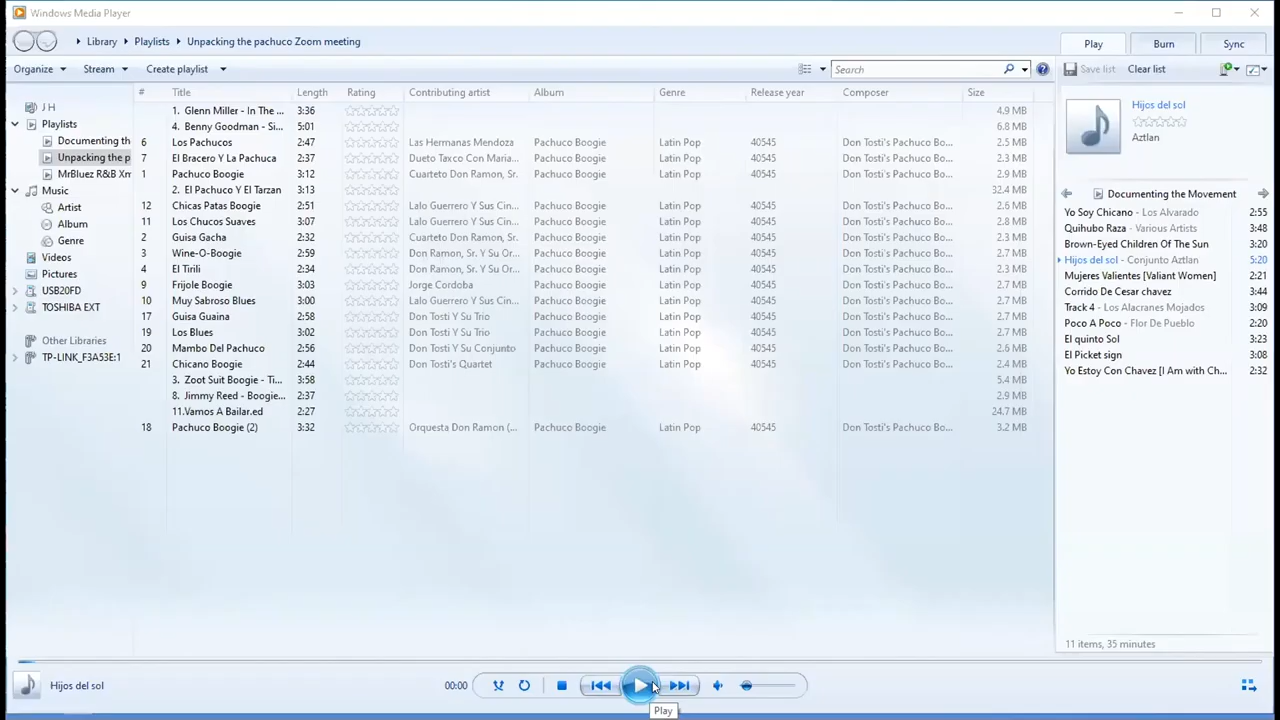 Windows Media Player
Library Playlists Unpacking the pachuco Zoom meeting
Play Burn Sync
Organize Stream Create playlist Search Save list Clear list
# Title Length Rating Contributing artist Album Genre Release year Composer Size
J H
Playlists
Documenting th
Unpacking the p
MrBluez R&B Xm
Music
Artist
Album
Genre
Videos
Pictures
USB20FD
TOSHIBA EXT
Other Libraries
TP-LINK_F3A53E:1
1. Glenn Miller - In The ... 3:36 4.9 MB
4. Benny Goodman - Si... 5:01 6.8 MB
6 Los Pachucos 2:47 Las Hermanas Mendoza Pachuco Boogie Latin Pop 40545 Don Tosti's Pachuco Bo... 2.5 MB
7 El Bracero Y La Pachuca 2:37 Dueto Taxco Con Maria... Pachuco Boogie Latin Pop 40545 Don Tosti's Pachuco Bo... 2.3 MB
1 Pachuco Boogie 3:12 Cuarteto Don Ramon, Sr. Pachuco Boogie Latin Pop 40545 Don Tosti's Pachuco Bo... 2.9 MB
2. El Pachuco Y El Tarzan 3:13 32.4 MB
12 Chicas Patas Boogie 2:51 Lalo Guerrero Y Sus Cin... Pachuco Boogie Latin Pop 40545 Don Tosti's Pachuco Bo... 2.6 MB
11 Los Chucos Suaves 3:07 Lalo Guerrero Y Sus Cin... Pachuco Boogie Latin Pop 40545 Don Tosti's Pachuco Bo... 2.8 MB
2 Guisa Gacha 2:32 Cuarteto Don Ramon, Sr. Pachuco Boogie Latin Pop 40545 Don Tosti's Pachuco Bo... 2.3 MB
3 Wine-O-Boogie 2:59 Don Ramon, Sr. Y Su Or... Pachuco Boogie Latin Pop 40545 Don Tosti's Pachuco Bo... 2.7 MB
4 El Tirili 2:34 Don Ramon, Sr. Y Su Or... Pachuco Boogie Latin Pop 40545 Don Tosti's Pachuco Bo... 2.3 MB
9 Frijole Boogie 3:03 Jorge Cordoba Pachuco Boogie Latin Pop 40545 Don Tosti's Pachuco Bo... 2.7 MB
10 Muy Sabroso Blues 3:00 Lalo Guerrero Y Sus Cin... Pachuco Boogie Latin Pop 40545 Don Tosti's Pachuco Bo... 2.7 MB
17 Guisa Guaina 2:58 Don Tosti Y Su Trio Pachuco Boogie Latin Pop 40545 Don Tosti's Pachuco Bo... 2.7 MB
19 Los Blues 3:02 Don Tosti Y Su Trio Pachuco Boogie Latin Pop 40545 Don Tosti's Pachuco Bo... 2.7 MB
20 Mambo Del Pachuco 2:56 Don Tosti Y Su Conjunto Pachuco Boogie Latin Pop 40545 Don Tosti's Pachuco Bo... 2.6 MB
21 Chicano Boogie 2:44 Don Tosti's Quartet Pachuco Boogie Latin Pop 40545 Don Tosti's Pachuco Bo... 2.4 MB
3. Zoot Suit Boogie - Ti... 3:58 5.4 MB
8. Jimmy Reed - Boogie... 2:37 2.9 MB
11.Vamos A Bailar.ed 2:27 24.7 MB
18 Pachuco Boogie (2) 3:32 Orquesta Don Ramon (... Pachuco Boogie Latin Pop 40545 Don Tosti's Pachuco Bo... 3.2 MB
Hijos del sol
Aztlan
Documenting the Movement
Yo Soy Chicano - Los Alvarado 2:55
Quihubo Raza - Various Artists 3:48
Brown-Eyed Children Of The Sun 3:20
Hijos del sol - Conjunto Aztlan 5:20
Mujeres Valientes [Valiant Women] 2:21
Corrido De Cesar chavez 3:44
Track 4 - Los Alacranes Mojados 3:09
Poco A Poco - Flor De Pueblo 2:20
El quinto Sol 3:23
El Picket sign 3:08
Yo Estoy Con Chavez [I Am with Ch... 2:32
11 items, 35 minutes
Hijos del sol 00:00
Play